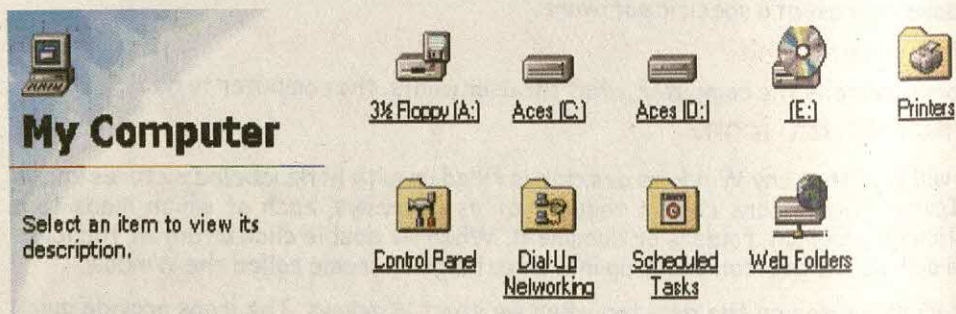 3½ Floppy (A:)
Aces (C:)
Aces (D:)
(E:)
Printers
My Computer
Select an item to view its
description.
Control Panel
Dial-Up
Networking
Scheduled
Tasks
Web Folders